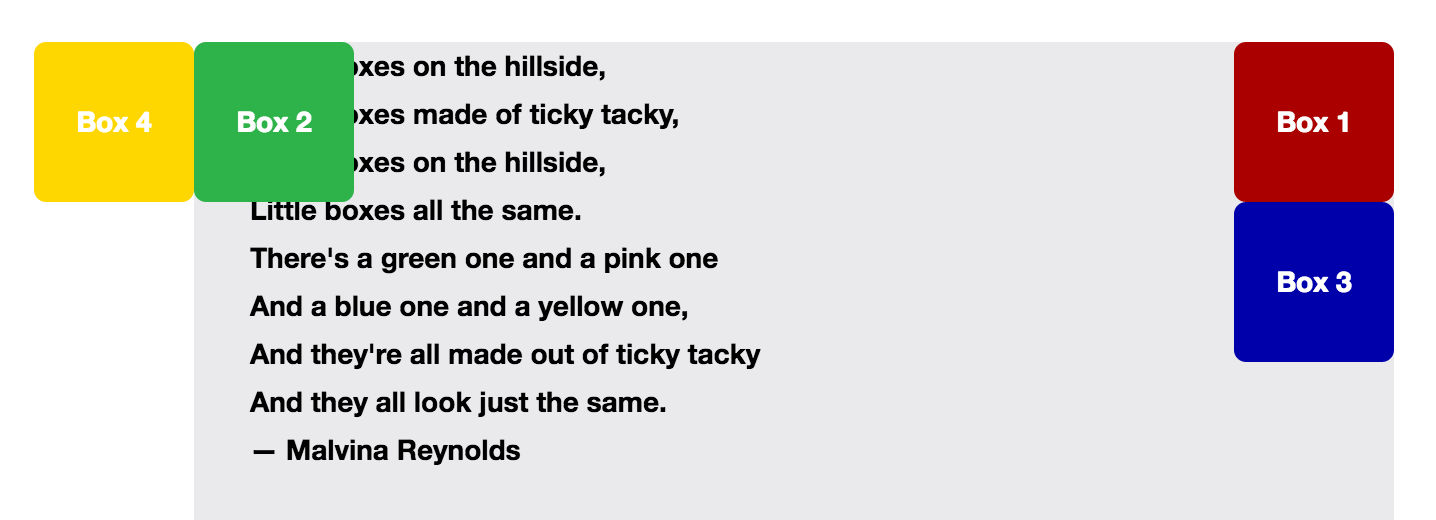 Box 4
Box 2
Box 1
Box 3
oxes on the hillside,
oxes made of ticky tacky,
oxes on the hillside,
Little boxes all the same.
There's a green one and a pink one
And a blue one and a yellow one,
And they're all made out of ticky tacky
And they all look just the same.
— Malvina Reynolds